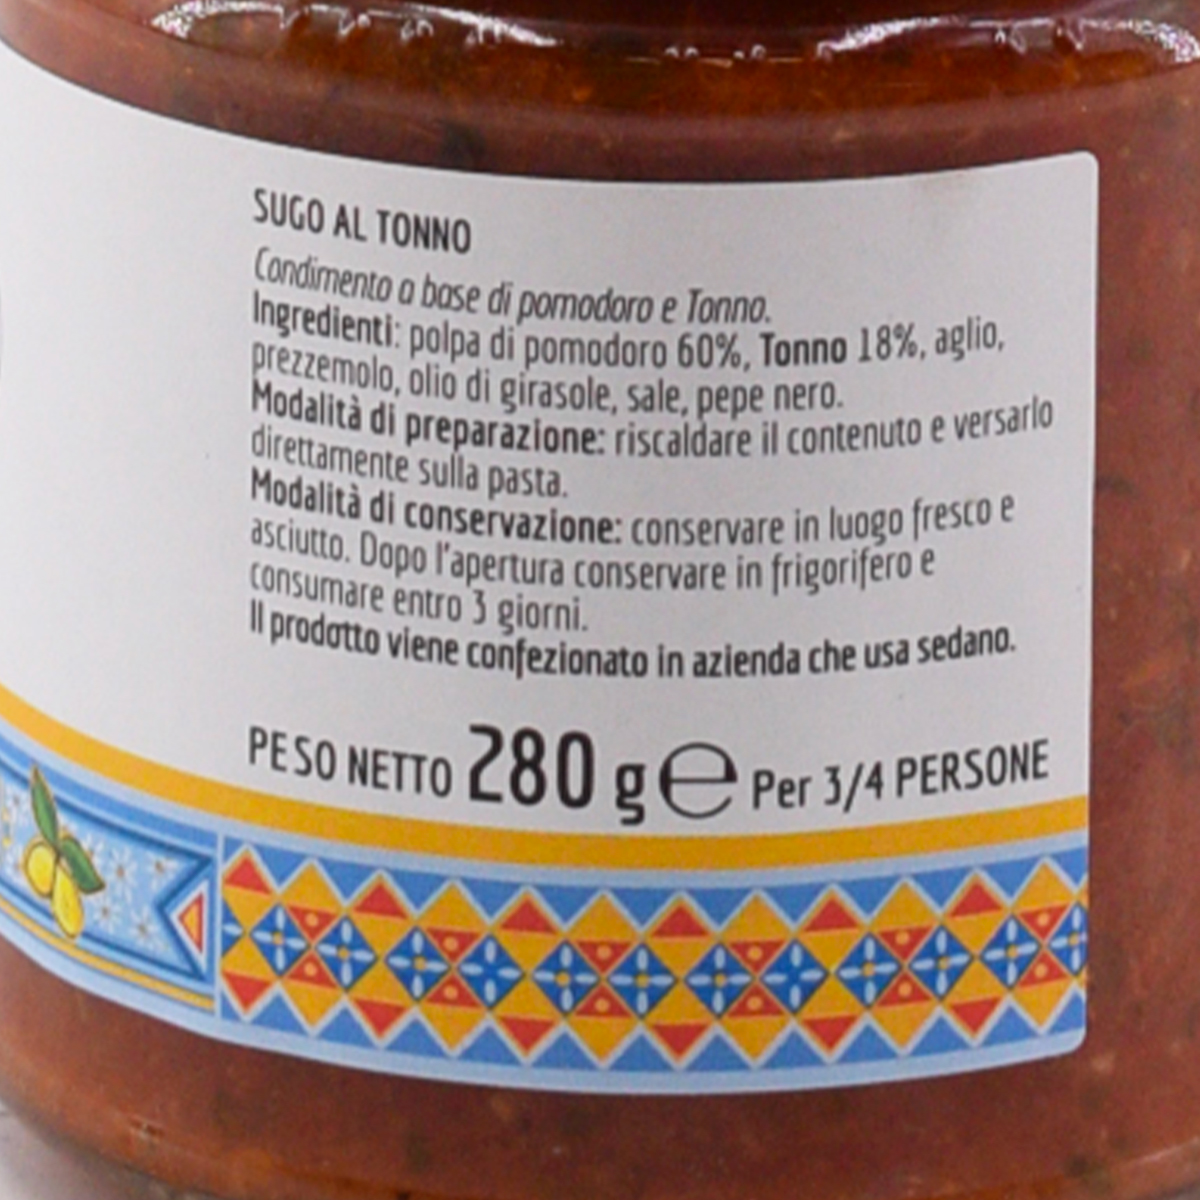 SUGO AL TONNO
Condimento a base di pomodoro e Tonno.
Ingredienti: polpa di pomodoro 60%, Tonno 18%, aglio,
prezzemolo, olio di girasole, sale, pepe nero.
Modalità di preparazione: riscaldare il contenuto e versarlo
direttamente sulla pasta.
Modalità di conservazione: conservare in luogo fresco e
asciutto. Dopo l'apertura conservare in frigorifero e
consumare entro 3 giorni.
Il prodotto viene confezionato in azienda che usa sedano.
PESO NETTO 280 g ℮ Per 3/4 PERSONE